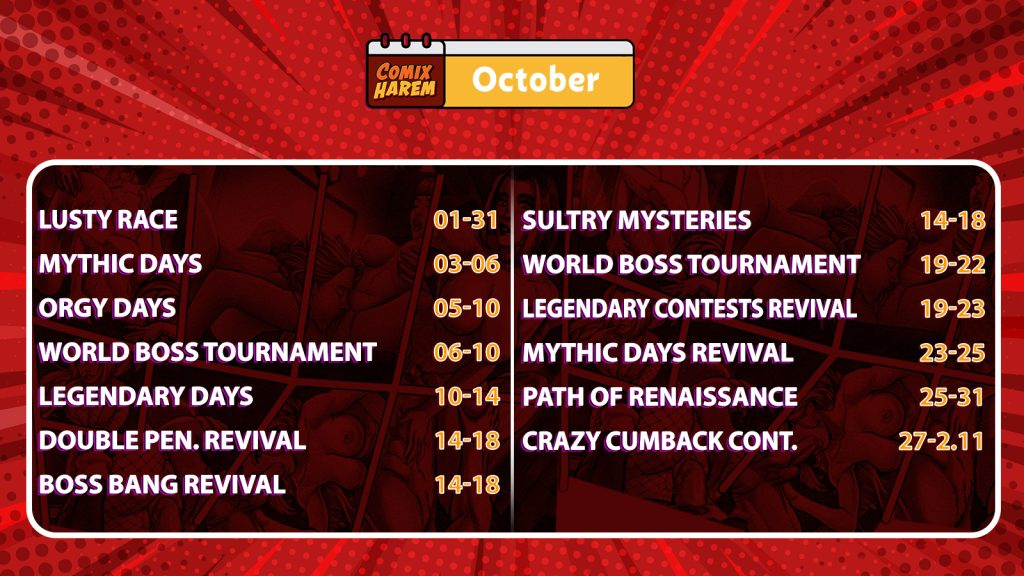 COMIX
HAREM
October
LUSTY RACE 01-31
MYTHIC DAYS 03-06
ORGY DAYS 05-10
WORLD BOSS TOURNAMENT 06-10
LEGENDARY DAYS 10-14
DOUBLE PEN. REVIVAL 14-18
BOSS BANG REVIVAL 14-18
SULTRY MYSTERIES 14-18
WORLD BOSS TOURNAMENT 19-22
LEGENDARY CONTESTS REVIVAL 19-23
MYTHIC DAYS REVIVAL 23-25
PATH OF RENAISSANCE 25-31
CRAZY CUMBACK CONT. 27-2.11